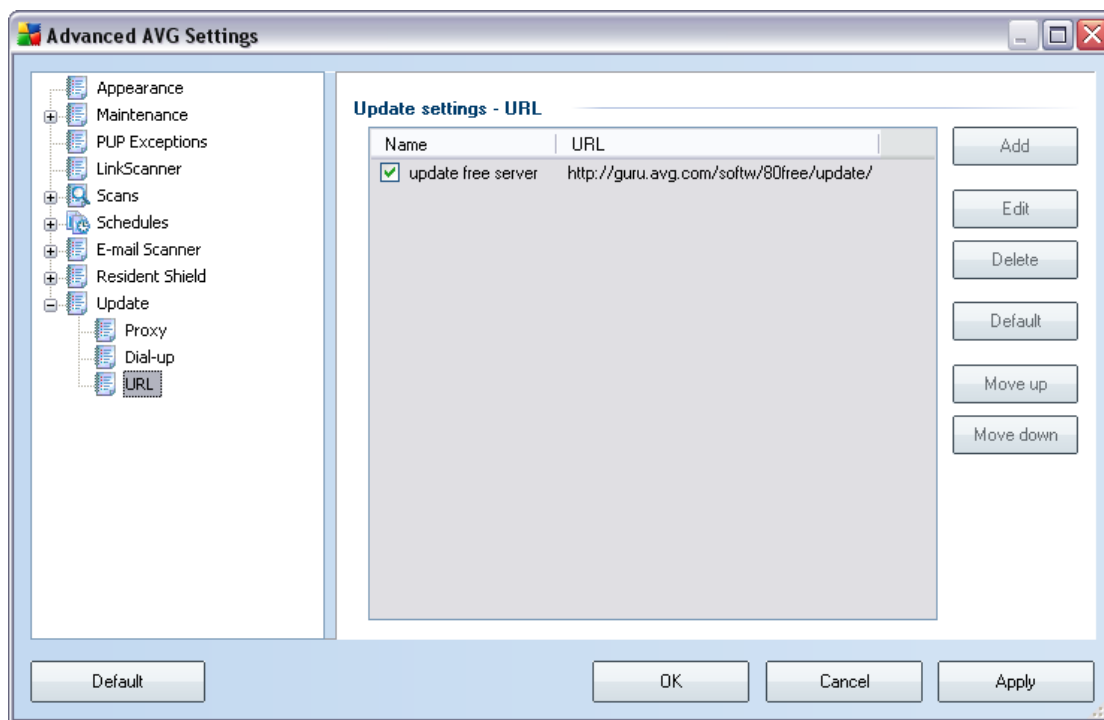 Advanced AVG Settings
Appearance
Maintenance
PUP Exceptions
LinkScanner
Scans
Schedules
E-mail Scanner
Resident Shield
Update
Proxy
Dial-up
URL
Update settings - URL
Name URL
update free server http://guru.avg.com/softw/80free/update/
Add
Edit
Delete
Default
Move up
Move down
Default OK Cancel Apply